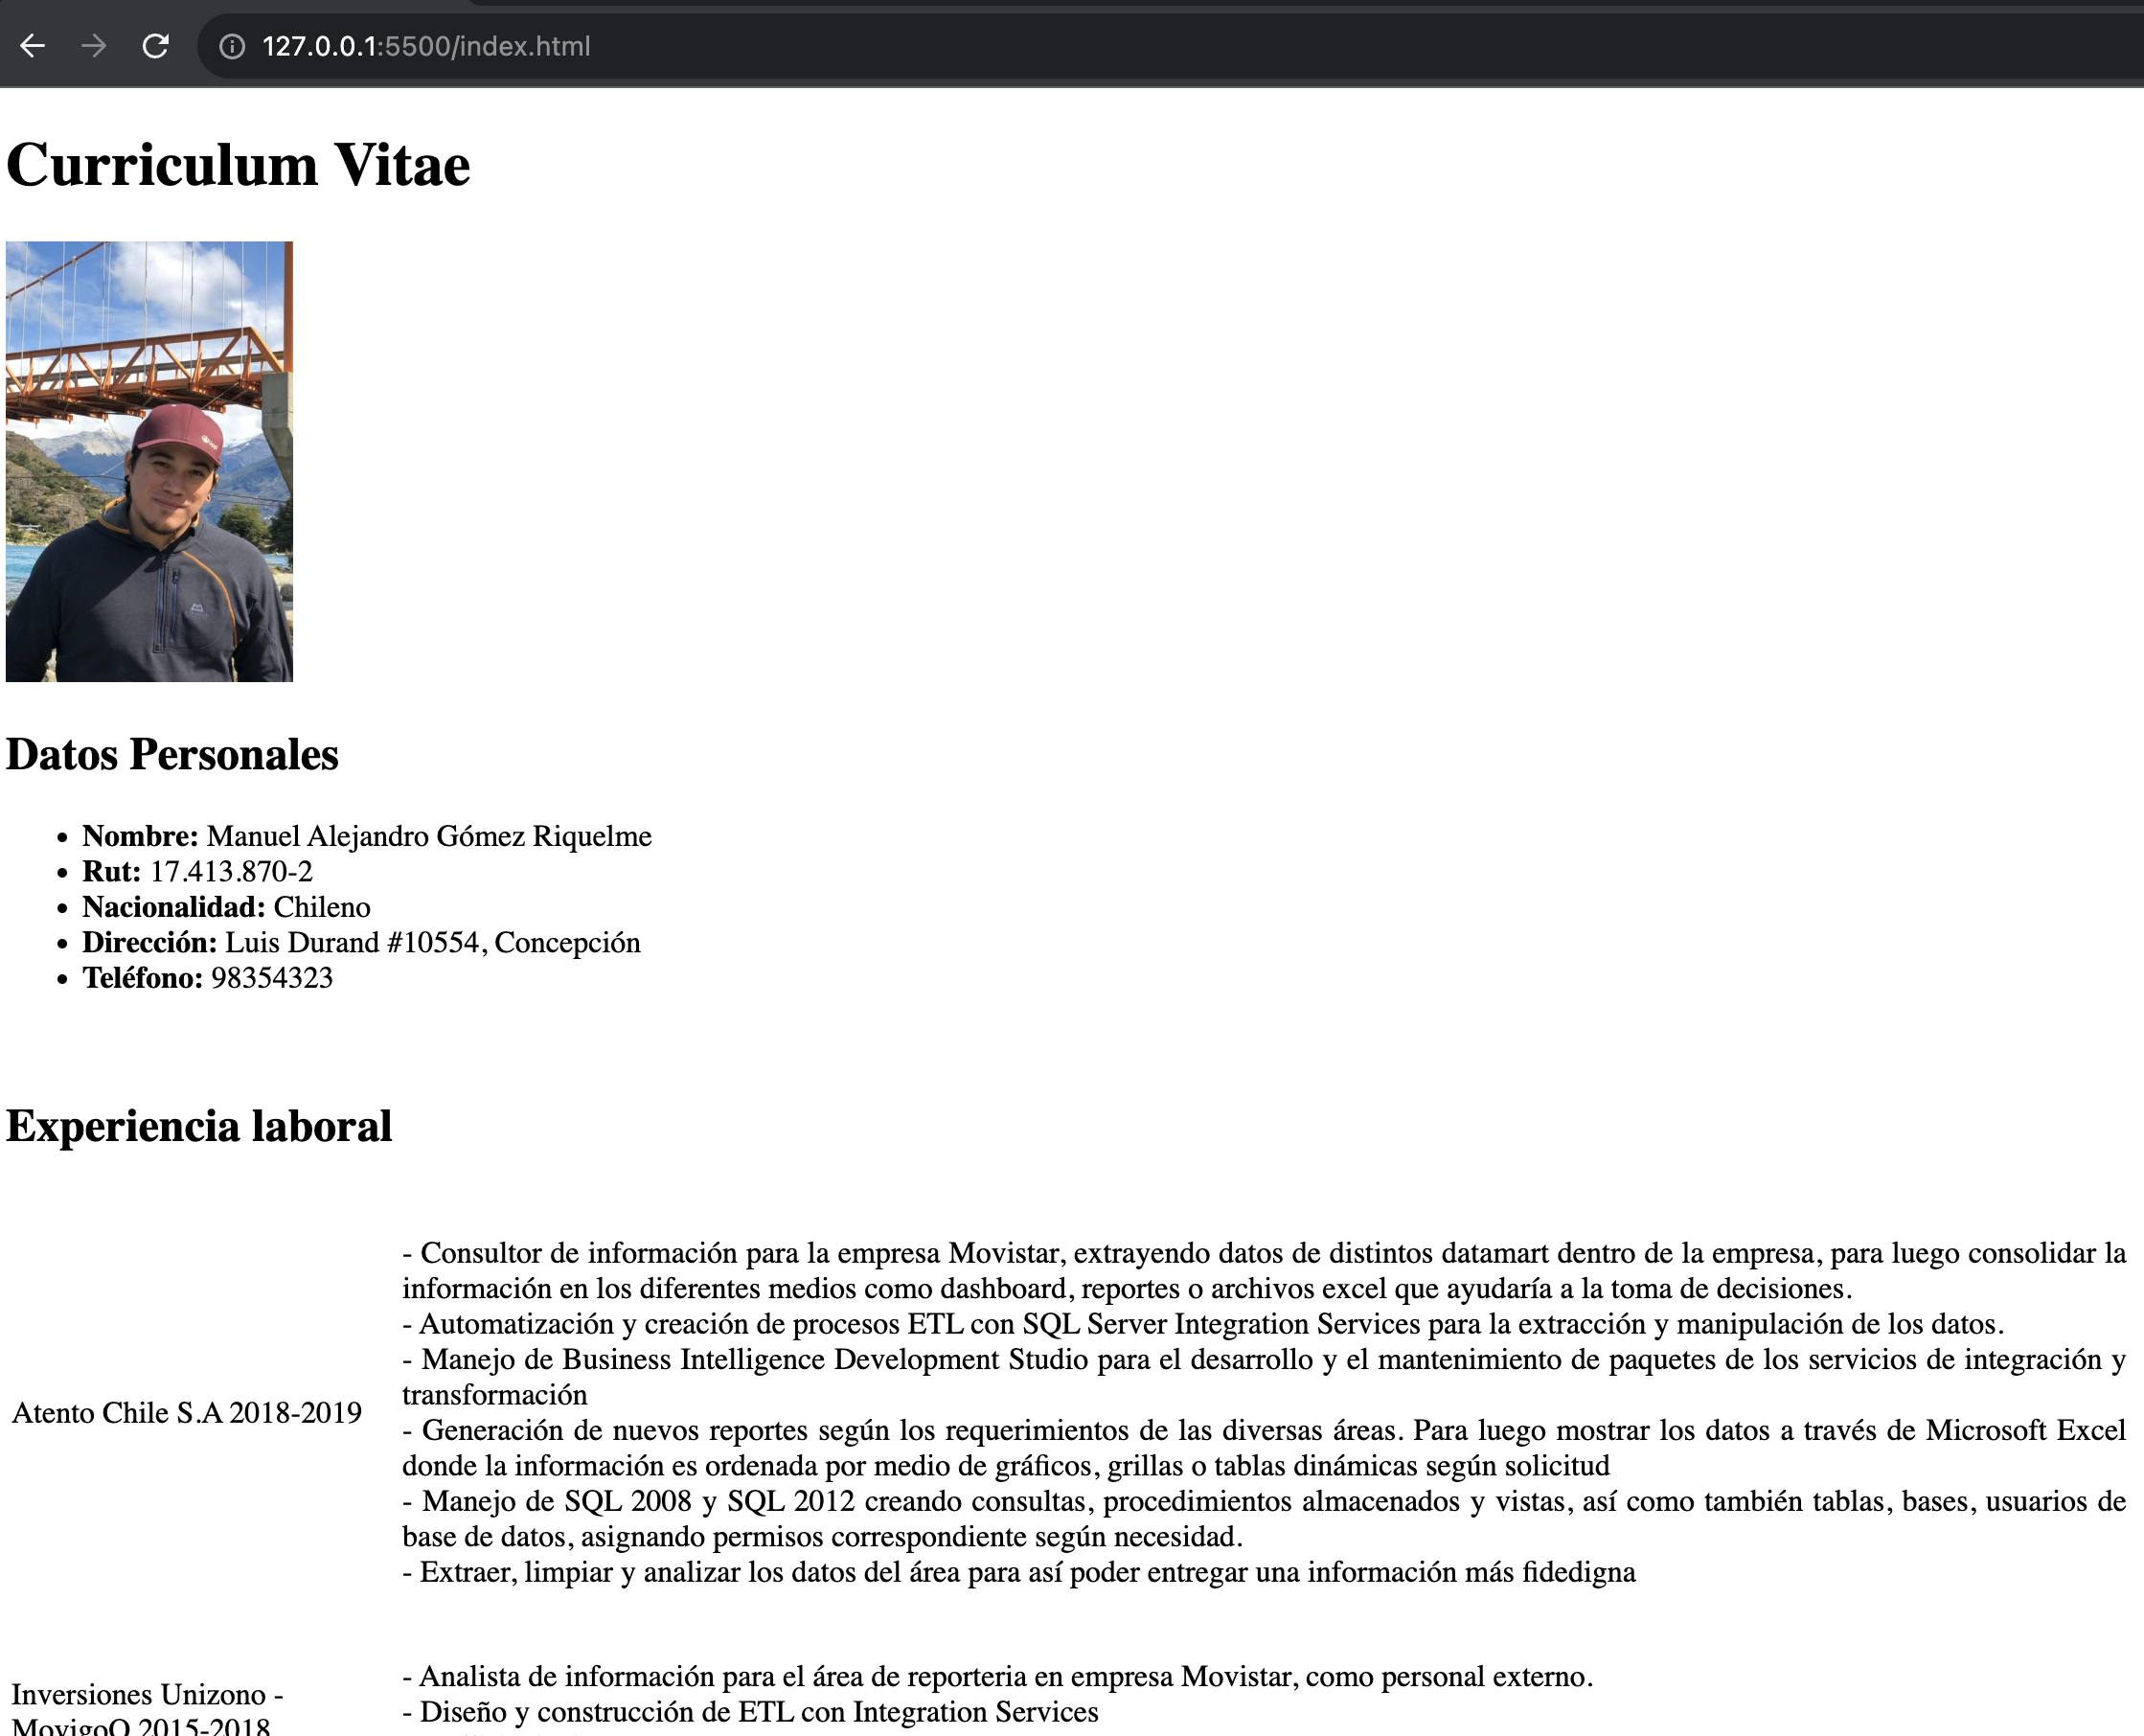 127.0.0.1:5500/index.html
Curriculum Vitae
Datos Personales
• Nombre: Manuel Alejandro Gómez Riquelme
• Rut: 17.413.870-2
• Nacionalidad: Chileno
• Dirección: Luis Durand #10554, Concepción
• Teléfono: 98354323
Experiencia laboral
Atento Chile S.A 2018-2019
- Consultor de información para la empresa Movistar, extrayendo datos de distintos datamart dentro de la empresa, para luego consolidar la
información en los diferentes medios como dashboard, reportes o archivos excel que ayudaría a la toma de decisiones.
- Automatización y creación de procesos ETL con SQL Server Integration Services para la extracción y manipulación de los datos.
- Manejo de Business Intelligence Development Studio para el desarrollo y el mantenimiento de paquetes de los servicios de integración y
transformación
- Generación de nuevos reportes según los requerimientos de las diversas áreas. Para luego mostrar los datos a través de Microsoft Excel
donde la información es ordenada por medio de gráficos, grillas o tablas dinámicas según solicitud
- Manejo de SQL 2008 y SQL 2012 creando consultas, procedimientos almacenados y vistas, así como también tablas, bases, usuarios de
base de datos, asignando permisos correspondiente según necesidad.
- Extraer, limpiar y analizar los datos del área para así poder entregar una información más fidedigna
Inversiones Unizono -
MovigoO 2015-2018
- Analista de información para el área de reporteria en empresa Movistar, como personal externo.
- Diseño y construcción de ETL con Integration Services